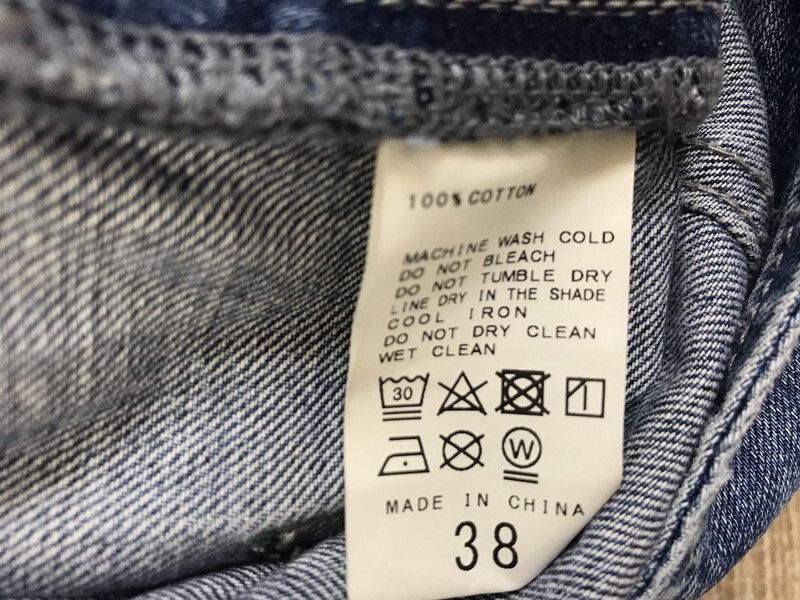 100% COTTON
MACHINE WASH COLD
DO NOT BLEACH
DO NOT TUMBLE DRY
LINE DRY IN THE SHADE
COOL IRON
DO NOT DRY CLEAN
WET CLEAN
30
W
MADE IN CHINA
38